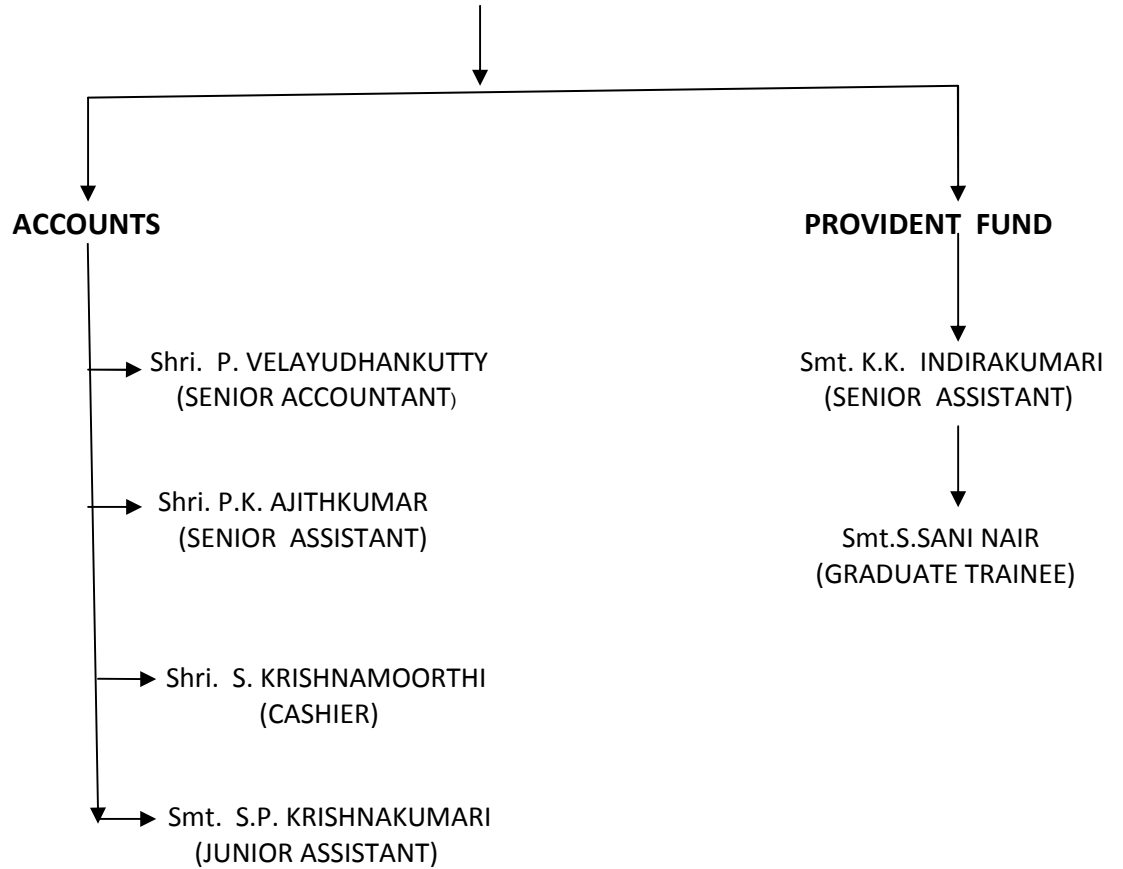 ACCOUNTS
Shri. P. VELAYUDHANKUTTY
(SENIOR ACCOUNTANT)
Shri. P.K. AJITHKUMAR
(SENIOR ASSISTANT)
Shri. S. KRISHNAMOORTHI
(CASHIER)
Smt. S.P. KRISHNAKUMARI
(JUNIOR ASSISTANT)
PROVIDENT FUND
Smt. K.K. INDIRAKUMARI
(SENIOR ASSISTANT)
Smt.S.SANI NAIR
(GRADUATE TRAINEE)